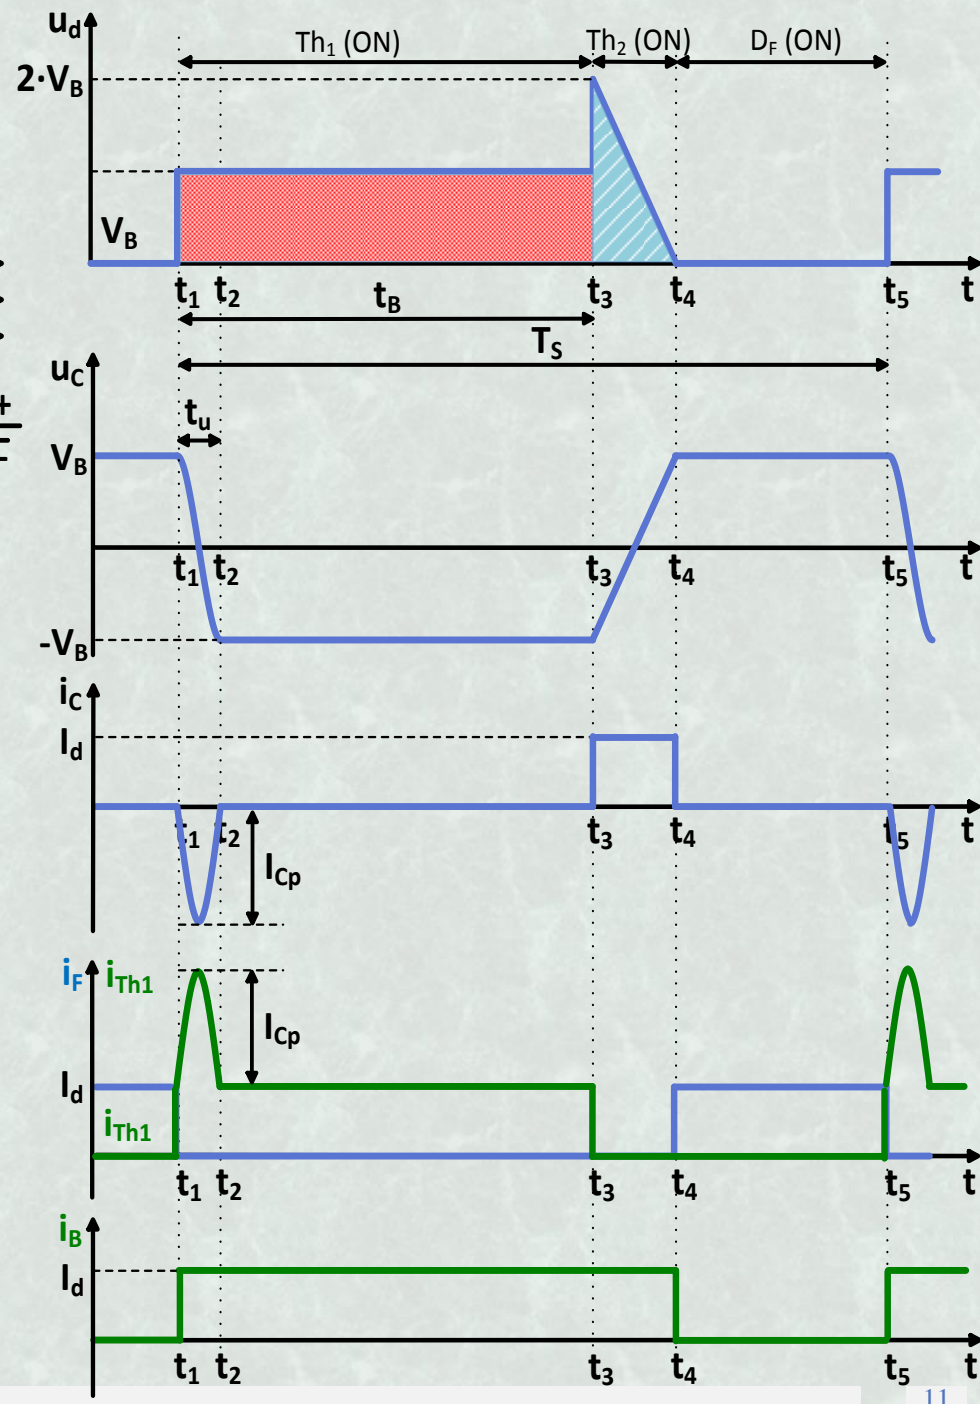 u_d
Th₁ (ON) Th₂ (ON) D_F (ON)
2·V_B
V_B
t₁ t₂ t_B t₃ t₄ t₅ t
T_S
u_C
t_u
V_B
t₁ t₂ t₃ t₄ t₅ t
-V_B
i_C
I_d
t₁ t₂ t₃ t₄ t₅ t
I_Cp
i_F i_Th1
I_Cp
I_d
i_Th1
t₁ t₂ t₃ t₄ t₅ t
i_B
I_d
t₁ t₂ t₃ t₄ t₅ t
11